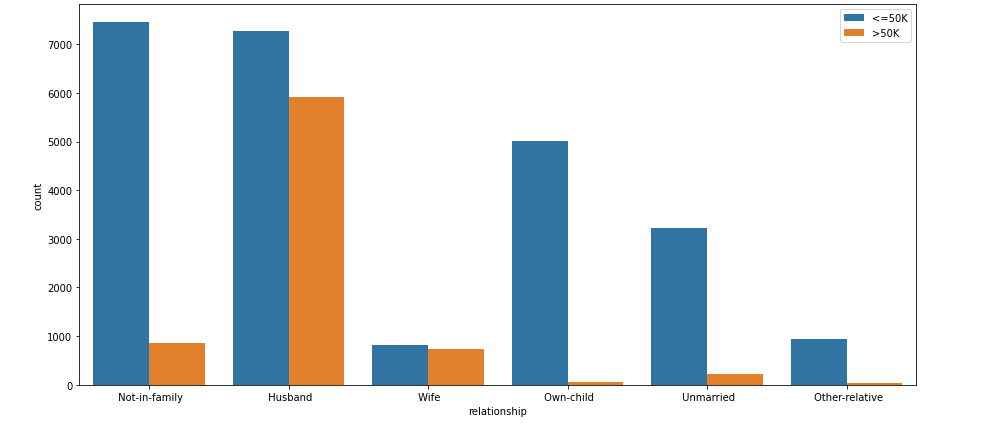 <=50K
>50K
7000
6000
5000
4000
3000
2000
1000
0
count
Not-in-family Husband Wife Own-child Unmarried Other-relative
relationship